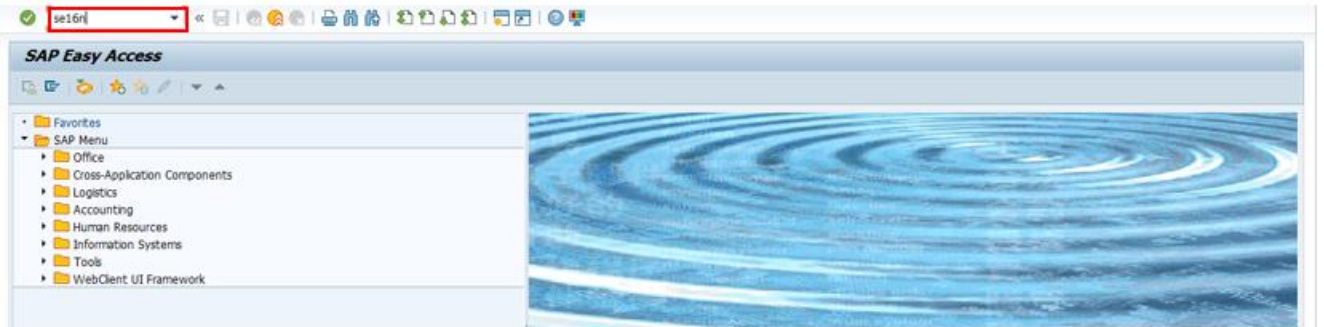 se16n
SAP Easy Access
Favorites
SAP Menu
Office
Cross-Application Components
Logistics
Accounting
Human Resources
Information Systems
Tools
WebClient UI Framework